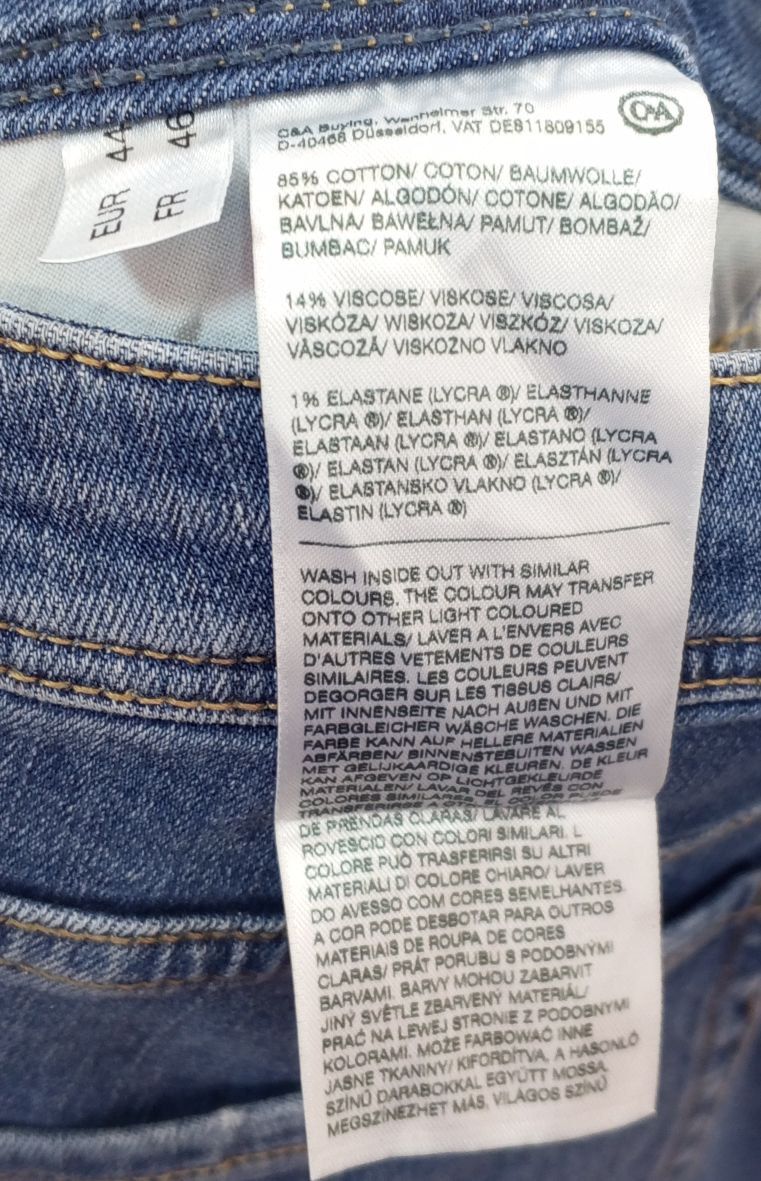 EUR 44
FR 46
C&A
C&A Buying, Wanheimer Str. 70
D-40468 Düsseldorf, VAT DE811809155
85% COTTON/ COTON/ BAUMWOLLE/
KATOEN/ ALGODÓN/ COTONE/ ALGODÃO/
BAVLNA/ BAWEŁNA/ PAMUT/ BOMBAŽ/
BUMBAC/ PAMUK
14% VISCOSE/ VISKOSE/ VISCOSA/
VISKÓZA/ WISKOZA/ VISZKÓZ/ VISKOZA/
VÂSCOZĂ/ VISKOZNO VLAKNO
1% ELASTANE (LYCRA ®)/ ELASTHANNE
(LYCRA ®)/ ELASTHAN (LYCRA ®)/
ELASTAAN (LYCRA ®)/ ELASTANO (LYCRA
®)/ ELASTAN (LYCRA ®)/ ELASZTÁN (LYCRA
®)/ ELASTANSKO VLAKNO (LYCRA ®)/
ELASTIN (LYCRA ®)
WASH INSIDE OUT WITH SIMILAR
COLOURS. THE COLOUR MAY TRANSFER
ONTO OTHER LIGHT COLOURED
MATERIALS/ LAVER A L'ENVERS AVEC
D'AUTRES VETEMENTS DE COULEURS
SIMILAIRES. LES COULEURS PEUVENT
DEGORGER SUR LES TISSUS CLAIRS/
MIT INNENSEITE NACH AUßEN UND MIT
FARBGLEICHER WÄSCHE WASCHEN. DIE
FARBE KANN AUF HELLERE MATERIALIEN
ABFÄRBEN/ BINNENSTEBUITEN WASSEN
MET GELIJKAARDIGE KLEUREN. DE KLEUR
KAN AFGEVEN OP LICHTGEKLEURDE
MATERIALEN/ LAVAR DEL REVÉS CON
COLORES SIMILARES. EL COLOR PUEDE
TRANSFERIRSE A OTR
DE PRENDAS CLARAS/ LAVARE AL
ROVESCIO CON COLORI SIMILARI. L
COLORE PUÒ TRASFERIRSI SU ALTRI
MATERIALI DI COLORE CHIARO/ LAVER
DO AVESSO COM CORES SEMELHANTES.
A COR PODE DESBOTAR PARA OUTROS
MATERIAIS DE ROUPA DE CORES
CLARAS/ PRÁT PORUBU S PODOBNÝMI
BARVAMI. BARVY MOHOU ZABARVIT
JINÝ SVĚTLE ZBARVENÝ MATERIÁL/
PRAĆ NA LEWEJ STRONIE Z PODOBNYMI
KOLORAMI. MOŻE FARBOWAĆ INNE
JASNE TKANINY/ KIFORDÍTVA, A HASONLÓ
SZÍNŰ DARABOKKAL EGYÜTT MOSSA.
MEGSZÍNEZHET MÁS, VILÁGOS SZÍNŰ